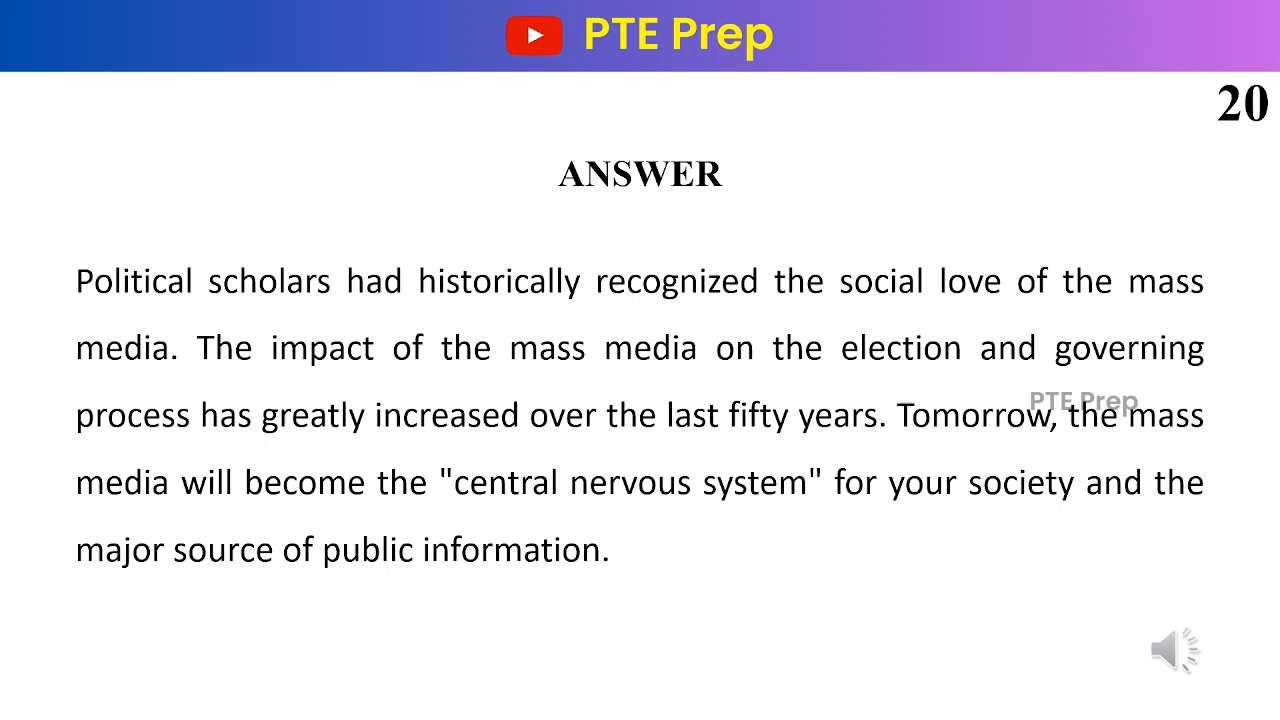 PTE Prep
20
ANSWER
Political scholars had historically recognized the social love of the mass
media. The impact of the mass media on the election and governing
process has greatly increased over the last fifty years. Tomorrow, the mass
PTE Prep
media will become the "central nervous system" for your society and the
major source of public information.